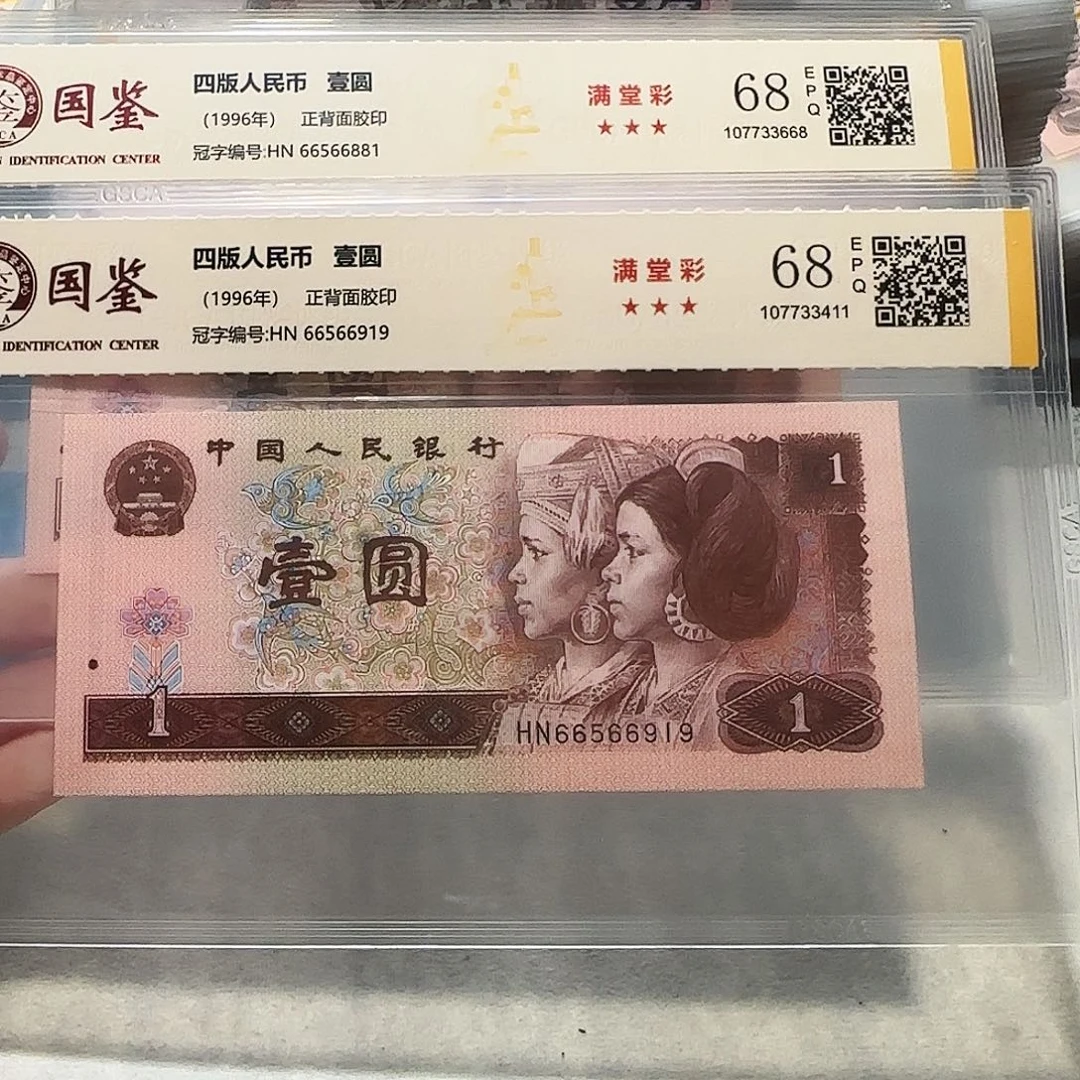 国鉴
IDENTIFICATION CENTER
四版人民币 壹圆
(1996年) 正背面胶印
冠字编号:HN 66566881
满堂彩
★★★
68
EPQ
107733668
GSCA
国鉴
IDENTIFICATION CENTER
四版人民币 壹圆
(1996年) 正背面胶印
冠字编号:HN 66566919
满堂彩
★★★
68
EPQ
107733411
中国人民银行
1
壹圆
1
HN66566919
1